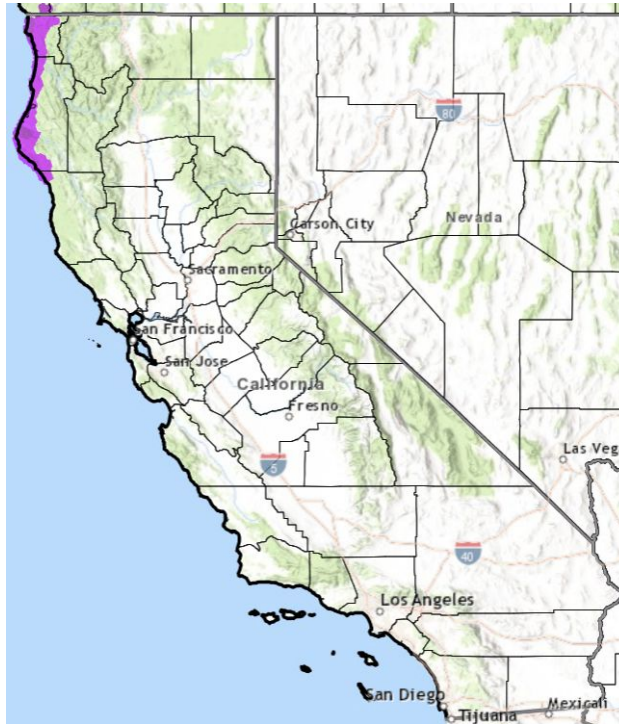 80
Nevada
Carson City
Sacramento
San Francisco
San Jose
California
Fresno
Las Veg
5
40
Los Angeles
San Diego
Tijuana
Mexicali